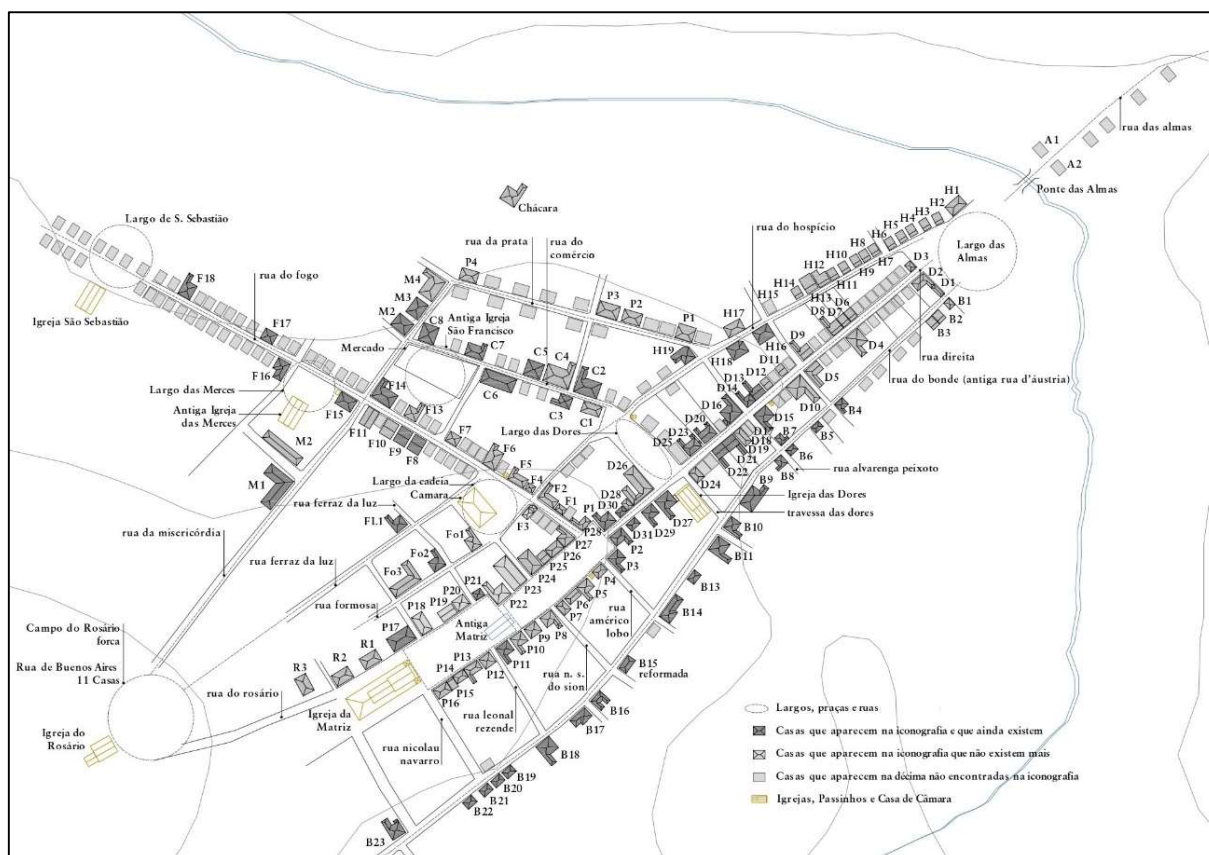 rua das almas
A1
A2
Ponte das Almas
Chácara
Largo de S. Sebastião
rua da prata
rua do
comércio
rua do hospício
H1
H2
H3
H4
H5
H6
H8
H7
H10
H9
H12
H11
H14
H13
H15
Largo das
Almas
D3
D2
D1
B1
B2
B3
P4
M4
M3
M2
F18
rua do fogo
Igreja São Sebastião
F17
Antiga Igreja
São Francisco
Mercado
C8
C7
C5
C4
C2
C6
C3
C1
P3
P2
P1
H17
H16
H18
H19
D6
D7
D8
D9
D4
rua direita
rua do bonde (antiga rua d'áustria)
D11
D12
D13
D14
D5
D10
F16
Largo das Merces
Antiga Igreja
das Merces
F14
F15
F13
F11
F10
F9
F8
F7
F6
F5
F4
F2
F1
F3
Largo das Dores
D16
D15
D20
D23
D25
D1
D18
D19
D21
D22
D24
B4
B5
B7
B6
B8
B9
rua alvarenga peixoto
M2
M1
Largo da cadeia
Camara
D26
D28
D30
D27
D29
D31
Igreja das Dores
travessa das dores
B10
B11
rua ferraz da luz
FL1
Fo1
Fo2
Fo3
P1
P28
P27
P26
P25
P24
P23
P22
P2
P3
P4
P5
P6
P7
P8
P9
P10
P11
rua da misericórdia
rua ferraz da luz
rua formosa
P21
P20
P19
P18
P17
Antiga
Matriz
rua
américo
lobo
B13
B14
B15
reformada
Campo do Rosário
forca
Rua de Buenos Aires
11 Casas
R1
R2
R3
P12
P13
P14
P15
P16
rua n. s.
do sion
rua do rosário
Igreja da
Matriz
Igreja do
Rosário
rua nicolau
navarro
rua leonal
rezende
B16
B17
B18
B19
B20
B21
B22
B23
Largos, praças e ruas
Casas que aparecem na iconografia e que ainda existem
Casas que aparecem na iconografia que não existem mais
Casas que aparecem na décima não encontradas na iconografia
Igrejas, Passinhos e Casa de Câmara